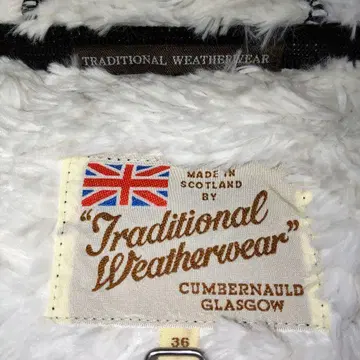 TRADITIONAL WEATHERWEAR
MADE IN
SCOTLAND
BY
"Traditional
Weatherwear"
CUMBERNAULD
GLASGOW
36